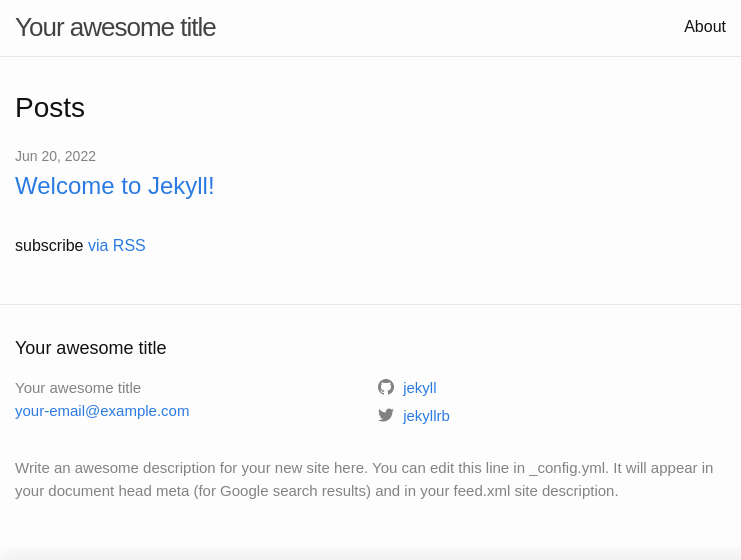 Your awesome title
About
Posts
Jun 20, 2022
Welcome to Jekyll!
subscribe via RSS
Your awesome title
Your awesome title
your-email@example.com
jekyll
jekyllrb
Write an awesome description for your new site here. You can edit this line in _config.yml. It will appear in
your document head meta (for Google search results) and in your feed.xml site description.